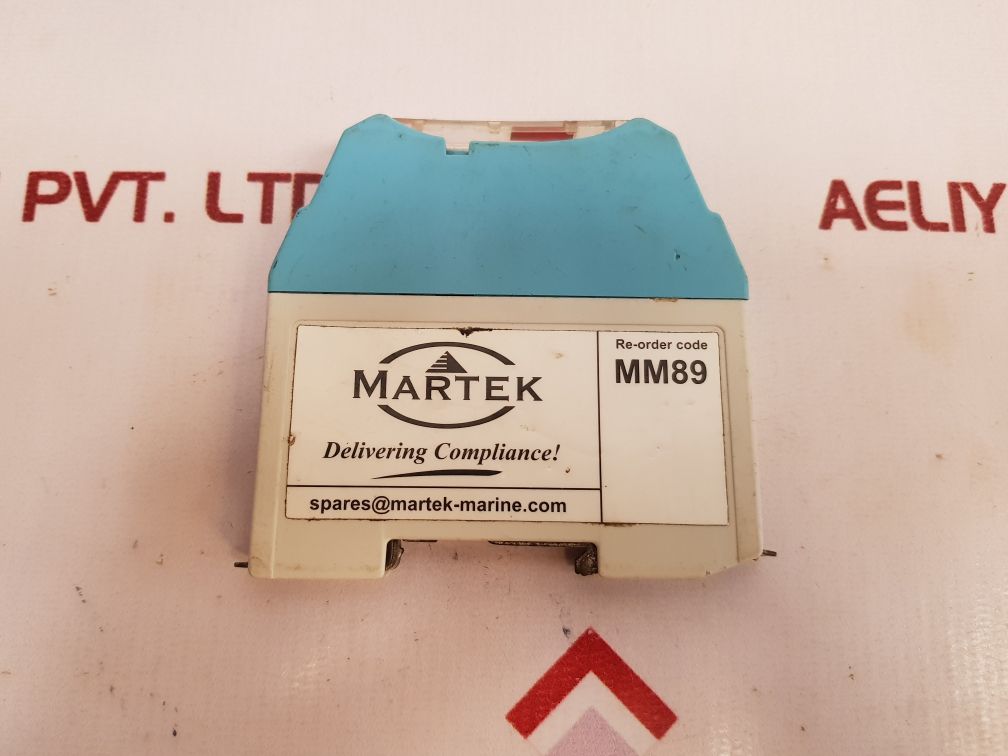 PVT. LTD
AELIY
MARTEK
Delivering Compliance!
spares@martek-marine.com
Re-order code
MM89